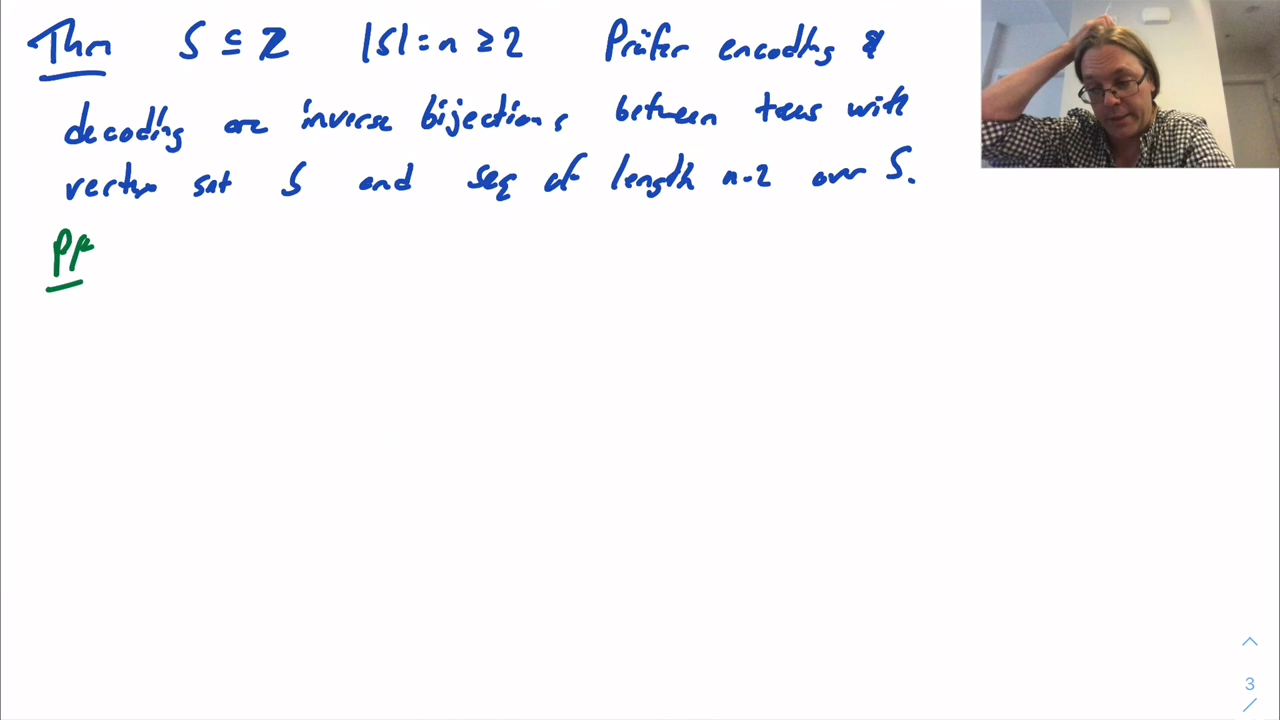 Thm S ⊆ ℤ |S| = n ≥ 2 Prüfer encoding &
decoding are inverse bijections between trees with
vertex set S and seq of length n-2 over S.
Pf
3